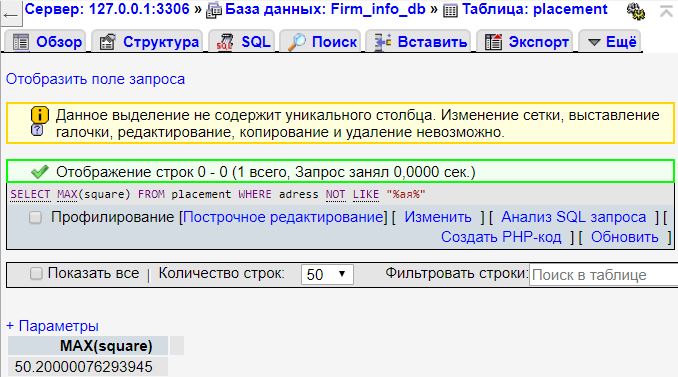 Сервер: 127.0.0.1:3306 » База данных: Firm_info_db » Таблица: placement
Обзор Структура SQL Поиск Вставить Экспорт Ещё
Отобразить поле запроса
Данное выделение не содержит уникального столбца. Изменение сетки, выставление
галочки, редактирование, копирование и удаление невозможно.
Отображение строк 0 - 0 (1 всего, Запрос занял 0,0000 сек.)
SELECT MAX(square) FROM placement WHERE adress NOT LIKE "%ая%"
Профилирование [Построчное редактирование] [ Изменить ] [ Анализ SQL запроса ] [
Создать PHP-код ] [ Обновить ]
Показать все | Количество строк: 50 Фильтровать строки: Поиск в таблице
+ Параметры
MAX(square)
50.20000076293945